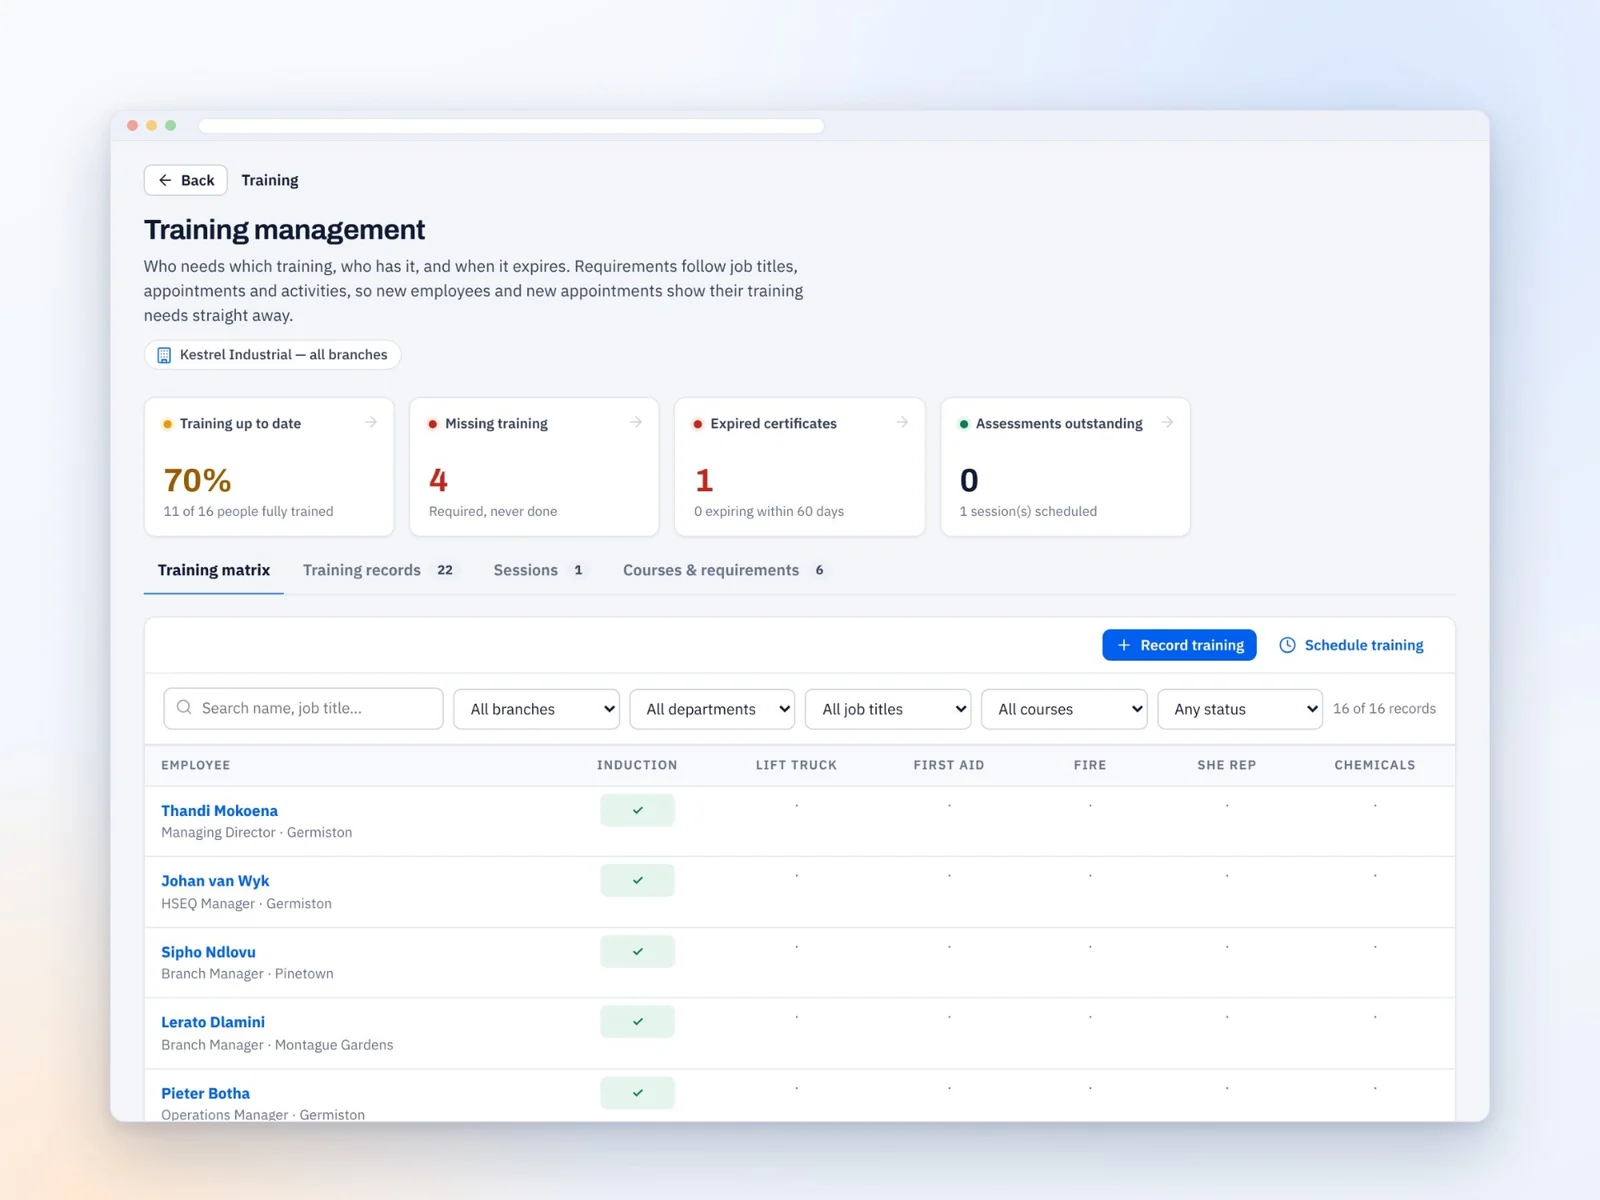 Back Training
Training management
Who needs which training, who has it, and when it expires. Requirements follow job titles,
appointments and activities, so new employees and new appointments show their training
needs straight away.
Kestrel Industrial — all branches
Training up to date
70%
11 of 16 people fully trained
Missing training
4
Required, never done
Expired certificates
1
0 expiring within 60 days
Assessments outstanding
0
1 session(s) scheduled
Training matrix Training records 22 Sessions 1 Courses & requirements 6
Record training Schedule training
Search name, job title... All branches All departments All job titles All courses Any status 16 of 16 records
EMPLOYEE INDUCTION LIFT TRUCK FIRST AID FIRE SHE REP CHEMICALS
Thandi Mokoena
Managing Director · Germiston
Johan van Wyk
HSEQ Manager · Germiston
Sipho Ndlovu
Branch Manager · Pinetown
Lerato Dlamini
Branch Manager · Montague Gardens
Pieter Botha
Operations Manager · Germiston